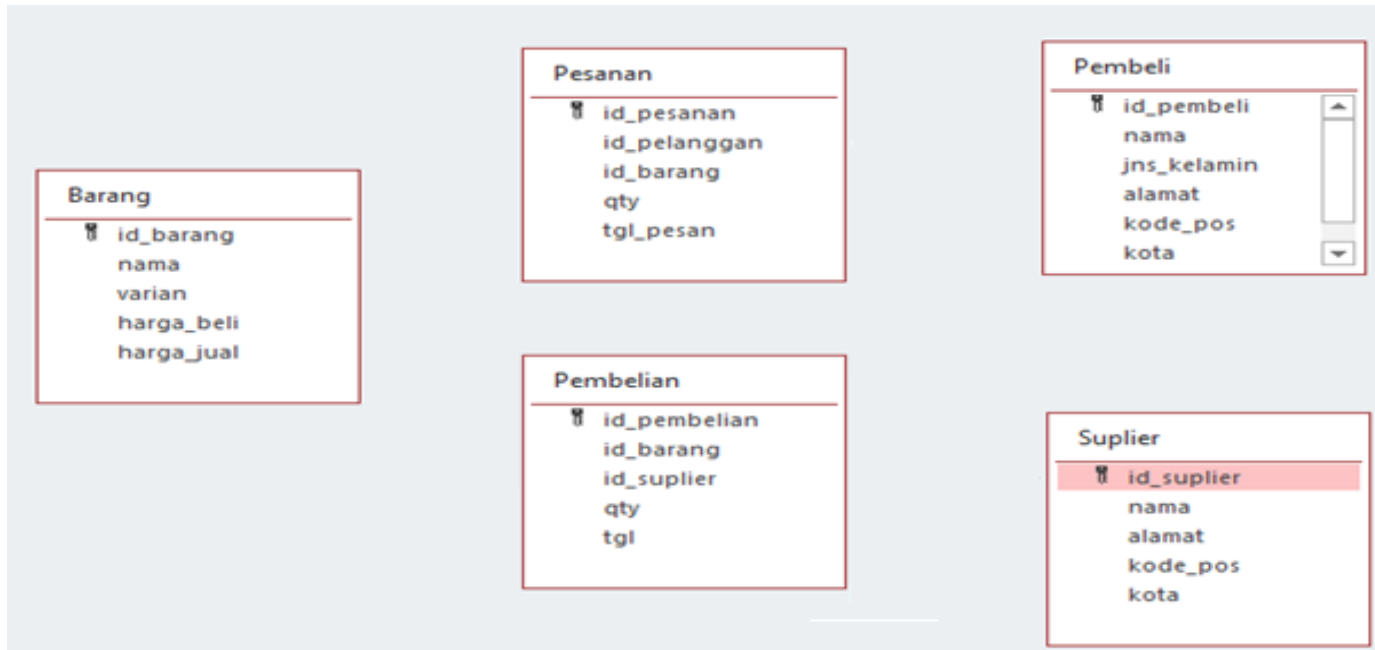 Barang
id_barang
nama
varian
harga_beli
harga_jual
Pesanan
id_pesanan
id_pelanggan
id_barang
qty
tgl_pesan
Pembelian
id_pembelian
id_barang
id_suplier
qty
tgl
Pembeli
id_pembeli
nama
jns_kelamin
alamat
kode_pos
kota
Suplier
id_suplier
nama
alamat
kode_pos
kota